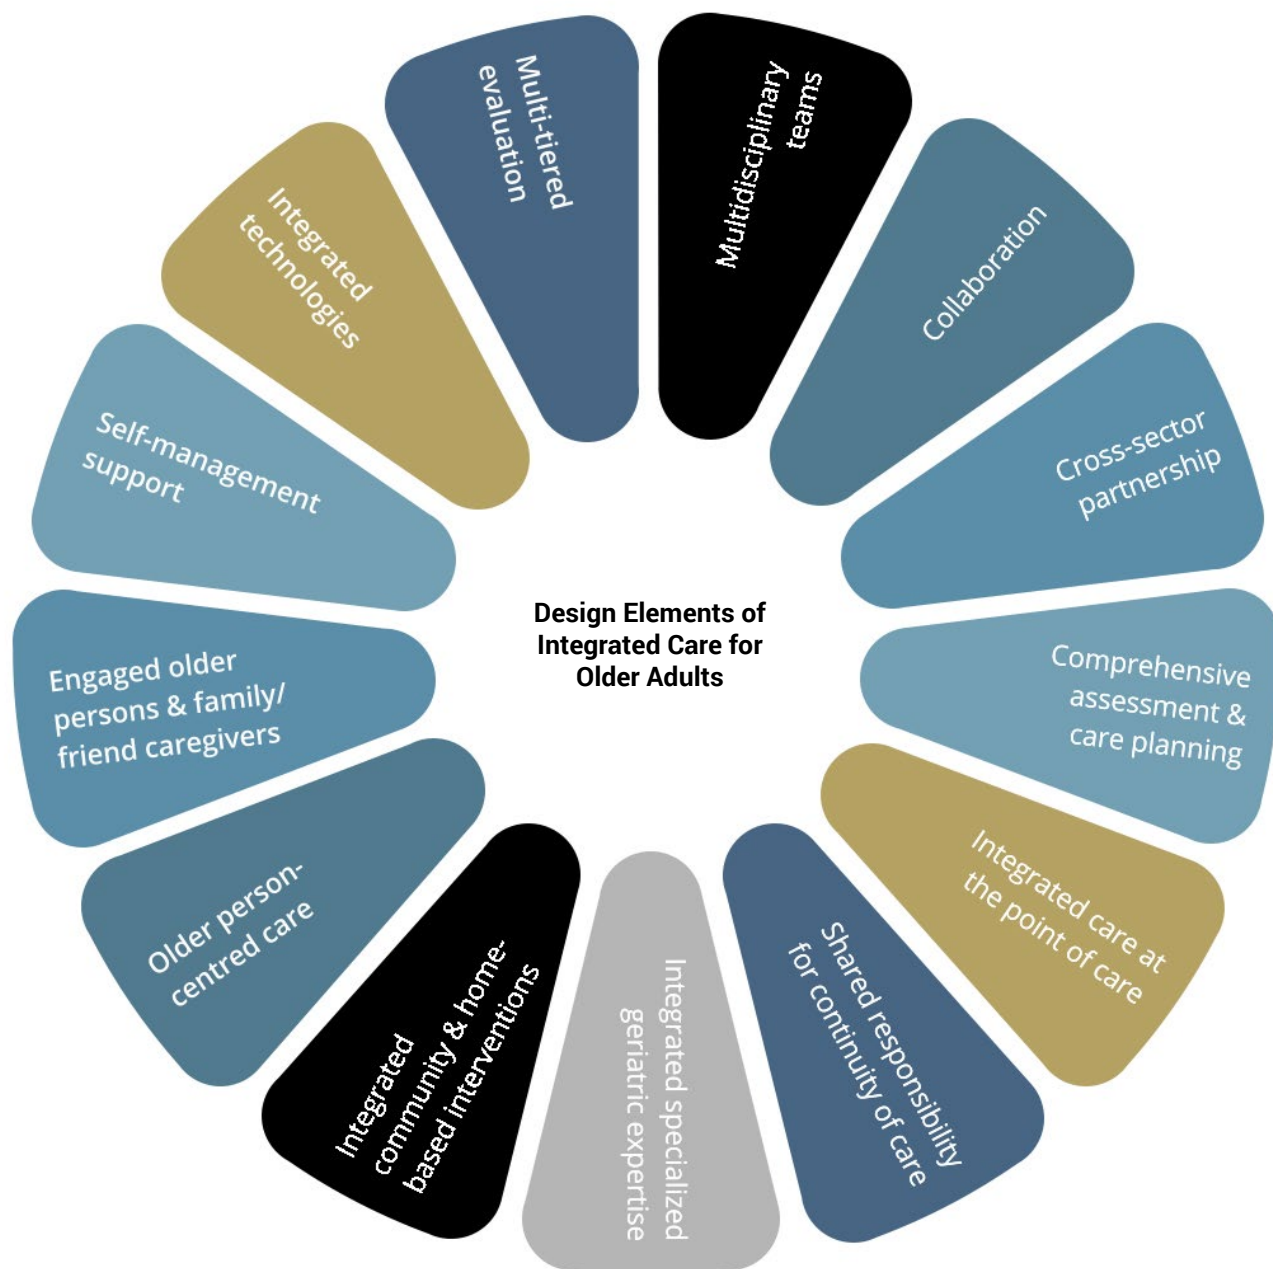 Design Elements of
Integrated Care for
Older Adults
Multidisciplinary
teams
Collaboration
Cross-sector
partnership
Comprehensive
assessment &
care planning
Integrated care at
the point of care
Shared responsibility
for continuity of care
Integrated specialized
geriatric expertise
Integrated
community & home-
based interventions
Older person-
centred care
Engaged older
persons & family/
friend caregivers
Self-management
support
Integrated
technologies
Multi-tiered
evaluation